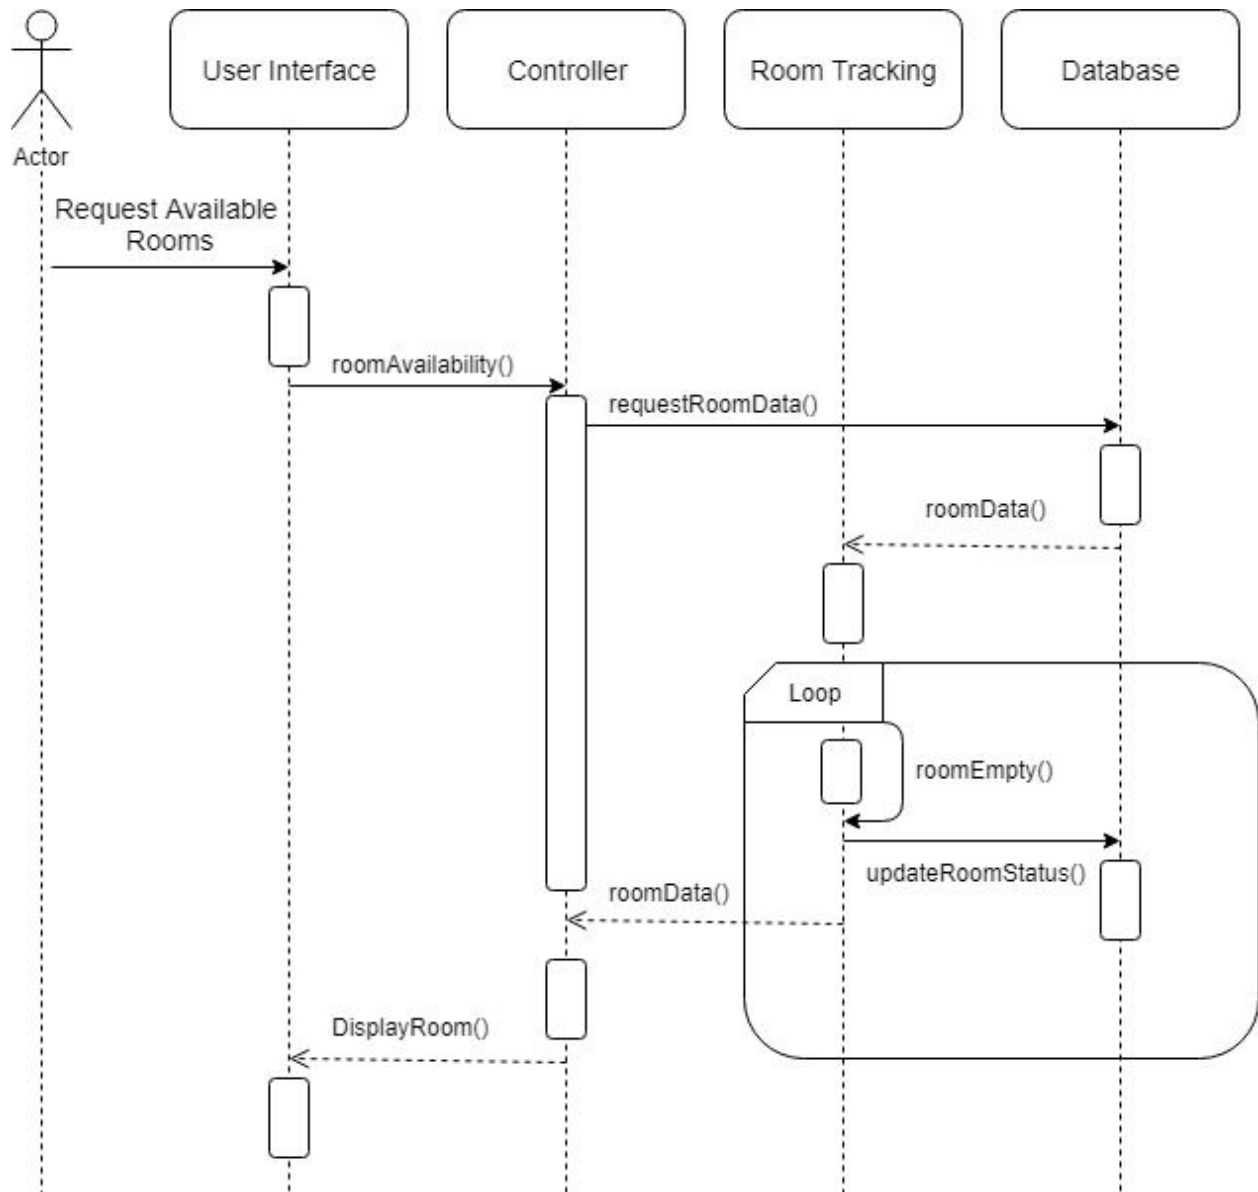 User Interface
Controller
Room Tracking
Database
Actor
Request Available
Rooms
roomAvailability()
requestRoomData()
roomData()
Loop
roomEmpty()
updateRoomStatus()
roomData()
DisplayRoom()